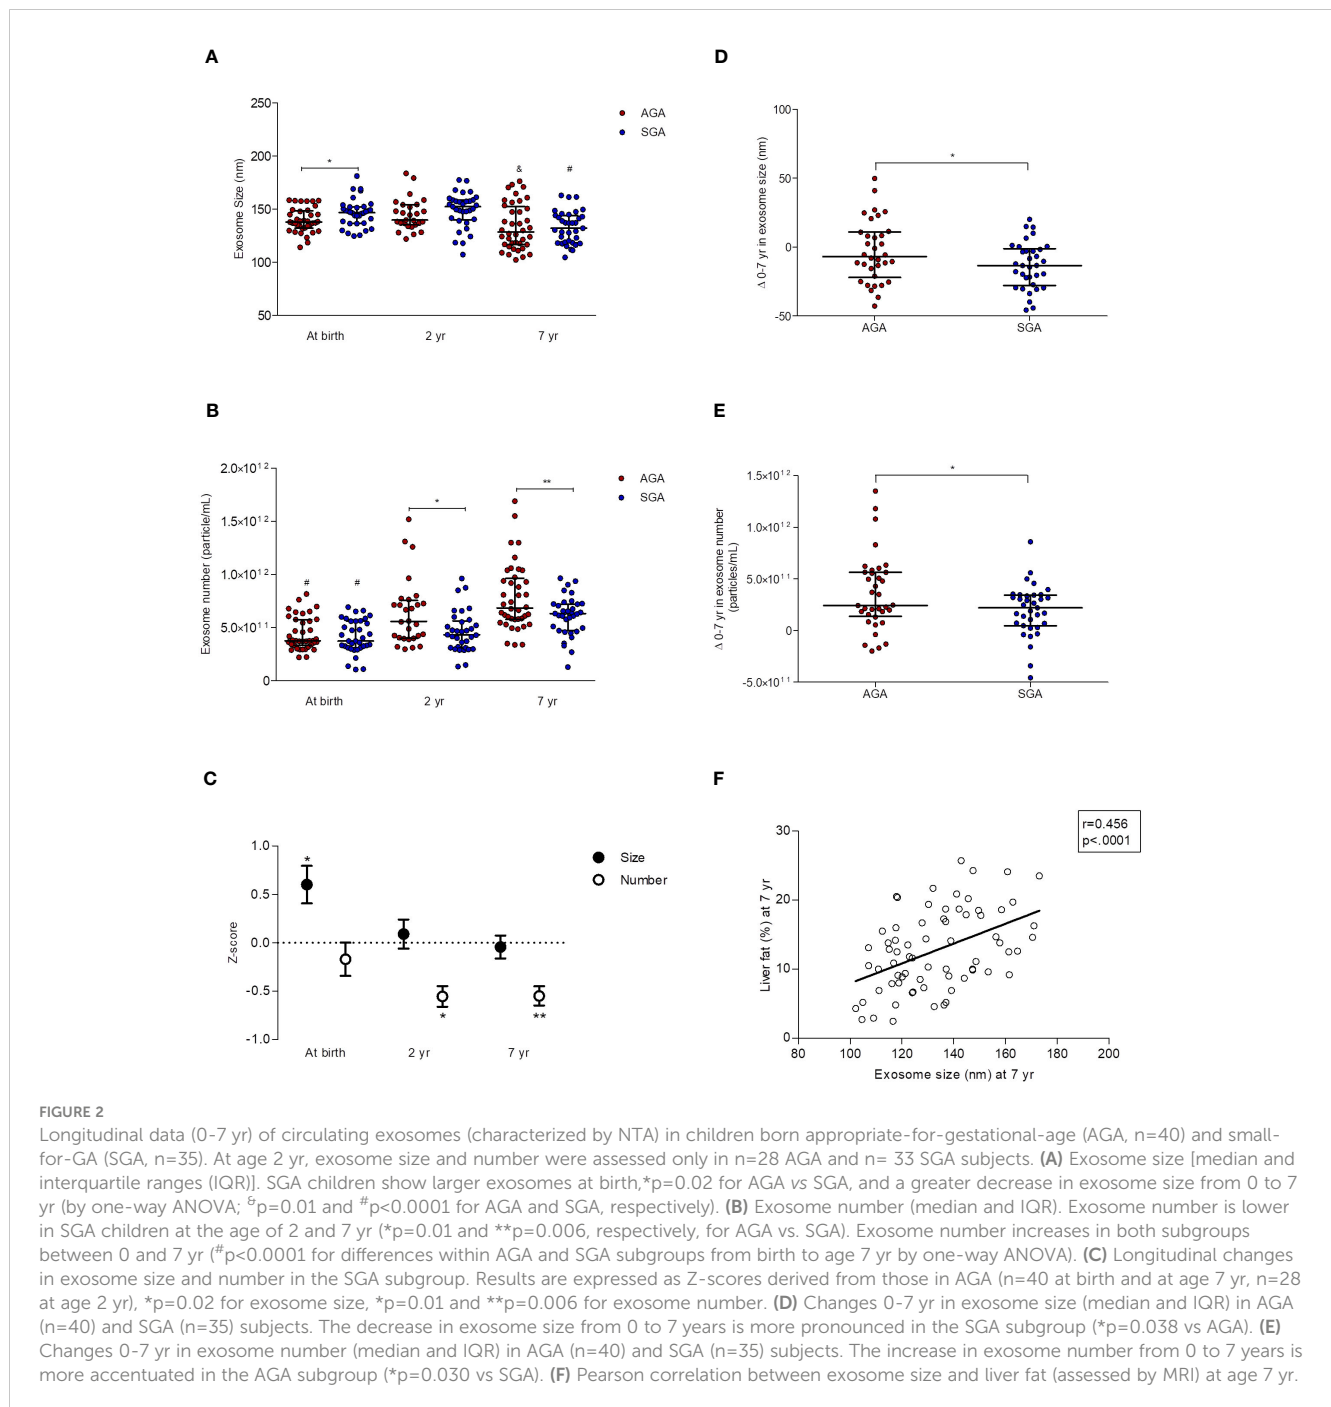 A
250
200
150
100
50
Exosome Size (nm)
*
&
#
At birth
2 yr
7 yr
AGA
SGA
D
100
50
0
-50
Δ 0-7 yr in exosome size (nm)
*
AGA
SGA
B
2.0×10¹²
1.5×10¹²
1.0×10¹²
5.0×10¹¹
0
Exosome number (particle/mL)
#
#
*
**
At birth
2 yr
7 yr
AGA
SGA
E
1.5×10¹²
1.0×10¹²
5.0×10¹¹
0
-5.0×10¹¹
Δ 0-7 yr in exosome number
(particles/mL)
*
AGA
SGA
C
1.0
0.5
0.0
-0.5
-1.0
Z-score
*
*
**
At birth
2 yr
7 yr
Size
Number
F
30
20
10
0
Liver fat (%) at 7 yr
r=0.456
p<.0001
80
100
120
140
160
180
200
Exosome size (nm) at 7 yr
FIGURE 2
Longitudinal data (0-7 yr) of circulating exosomes (characterized by NTA) in children born appropriate-for-gestational-age (AGA, n=40) and small-
for-GA (SGA, n=35). At age 2 yr, exosome size and number were assessed only in n=28 AGA and n= 33 SGA subjects. (A) Exosome size [median and
interquartile ranges (IQR)]. SGA children show larger exosomes at birth,*p=0.02 for AGA vs SGA, and a greater decrease in exosome size from 0 to 7
yr (by one-way ANOVA; &p=0.01 and #p<0.0001 for AGA and SGA, respectively). (B) Exosome number (median and IQR). Exosome number is lower
in SGA children at the age of 2 and 7 yr (*p=0.01 and **p=0.006, respectively, for AGA vs. SGA). Exosome number increases in both subgroups
between 0 and 7 yr (#p<0.0001 for differences within AGA and SGA subgroups from birth to age 7 yr by one-way ANOVA). (C) Longitudinal changes
in exosome size and number in the SGA subgroup. Results are expressed as Z-scores derived from those in AGA (n=40 at birth and at age 7 yr, n=28
at age 2 yr), *p=0.02 for exosome size, *p=0.01 and **p=0.006 for exosome number. (D) Changes 0-7 yr in exosome size (median and IQR) in AGA
(n=40) and SGA (n=35) subjects. The decrease in exosome size from 0 to 7 years is more pronounced in the SGA subgroup (*p=0.038 vs AGA). (E)
Changes 0-7 yr in exosome number (median and IQR) in AGA (n=40) and SGA (n=35) subjects. The increase in exosome number from 0 to 7 years is
more accentuated in the AGA subgroup (*p=0.030 vs SGA). (F) Pearson correlation between exosome size and liver fat (assessed by MRI) at age 7 yr.